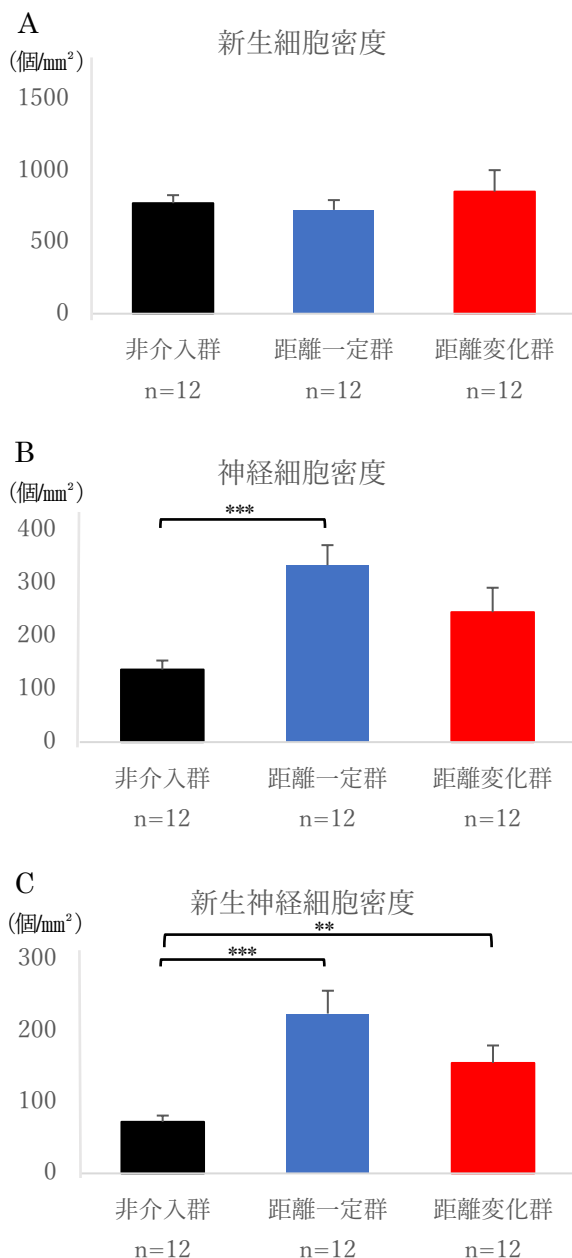 A
新生細胞密度
(個/㎟)
1500
1000
500
0
非介入群 距離一定群 距離変化群
n=12 n=12 n=12
B
神経細胞密度
(個/㎟)
***
400
300
200
100
0
非介入群 距離一定群 距離変化群
n=12 n=12 n=12
C
新生神経細胞密度
(個/㎟)
**
***
300
200
100
0
非介入群 距離一定群 距離変化群
n=12 n=12 n=12